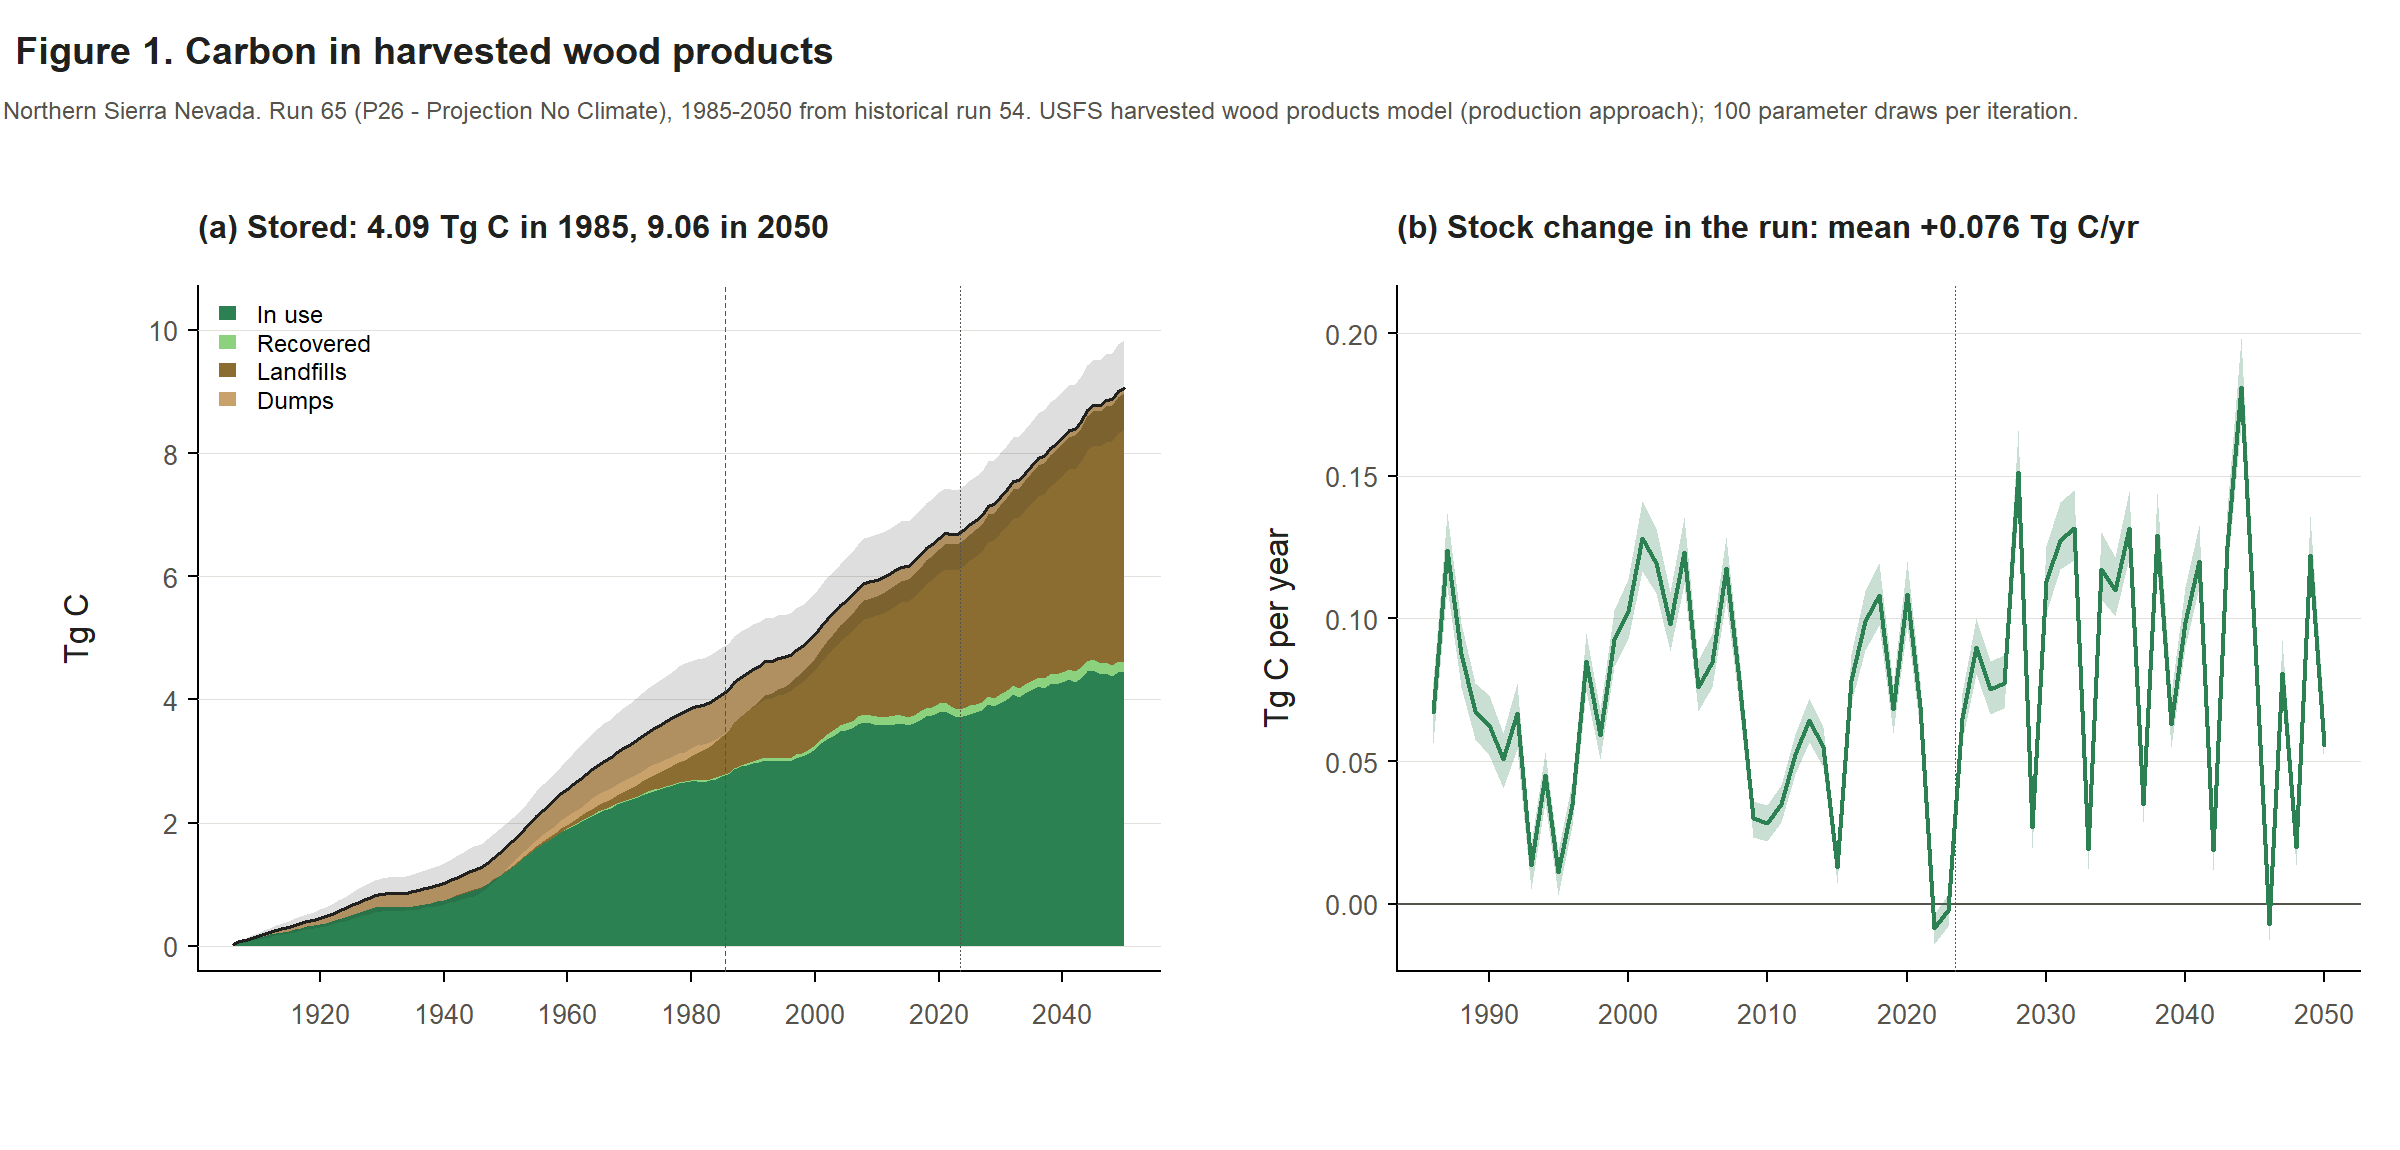 Figure 1. Carbon in harvested wood products
Northern Sierra Nevada. Run 65 (P26 - Projection No Climate), 1985-2050 from historical run 54. USFS harvested wood products model (production approach); 100 parameter draws per iteration.
(a) Stored: 4.09 Tg C in 1985, 9.06 in 2050
In use
Recovered
Landfills
Dumps
Tg C
10
8
6
4
2
0
1920 1940 1960 1980 2000 2020 2040
(b) Stock change in the run: mean +0.076 Tg C/yr
Tg C per year
0.20
0.15
0.10
0.05
0.00
1990 2000 2010 2020 2030 2040 2050